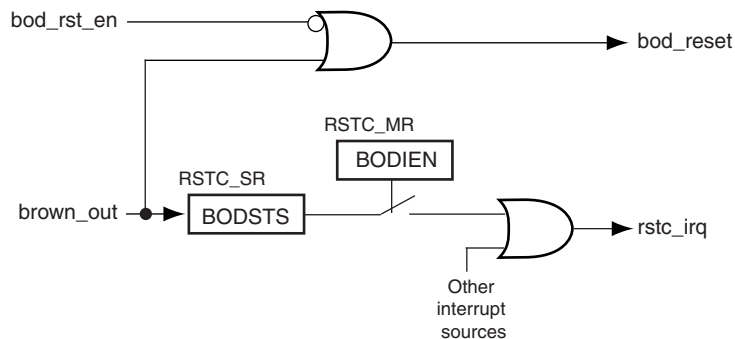 bod_rst_en
bod_reset
RSTC_MR
BODIEN
RSTC_SR
brown_out
BODSTS
rstc_irq
Other
interrupt
sources